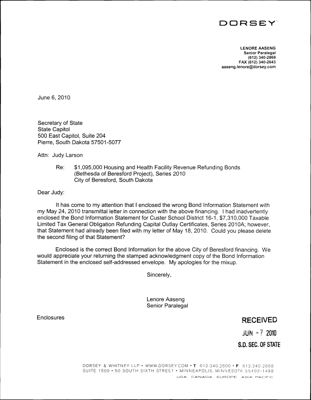 DORSEY
LENORE AASENG
Senior Paralegal
(612) 340-2869
FAX (612) 340-2643
aaseng.lenore@dorsey.com
June 6, 2010
Secretary of State
State Capitol
500 East Capitol, Suite 204
Pierre, South Dakota 57501-5077
Attn: Judy Larson
Re: $1,095,000 Housing and Health Facility Revenue Refunding Bonds
(Bethesda of Beresford Project), Series 2010
City of Beresford, South Dakota
Dear Judy:
It has come to my attention that I enclosed the wrong Bond Information Statement with
my May 24, 2010 transmittal letter in connection with the above financing. I had inadvertently
enclosed the Bond Information Statement for Custer School District 16-1, $7,310,000 Taxable
Limited Tax General Obligation Refunding Capital Outlay Certificates, Series 2010A; however,
that Statement had already been filed with my letter of May 18, 2010. Could you please delete
the second filing of that Statement?
Enclosed is the correct Bond Information for the above City of Beresford financing. We
would appreciate your returning the stamped acknowledgment copy of the Bond Information
Statement in the enclosed self-addressed envelope. My apologies for the mixup.
Sincerely,
Lenore Aaseng
Senior Paralegal
Enclosures
RECEIVED
JUN - 7 2010
S.D. SEC. OF STATE
DORSEY & WHITNEY LLP • WWW.DORSEY.COM • T 612.340.2600 • F 612.340.2868
SUITE 1500 • 50 SOUTH SIXTH STREET • MINNEAPOLIS, MINNESOTA 55402-1498
USA CANADA EUROPE ASIA-PACIFIC